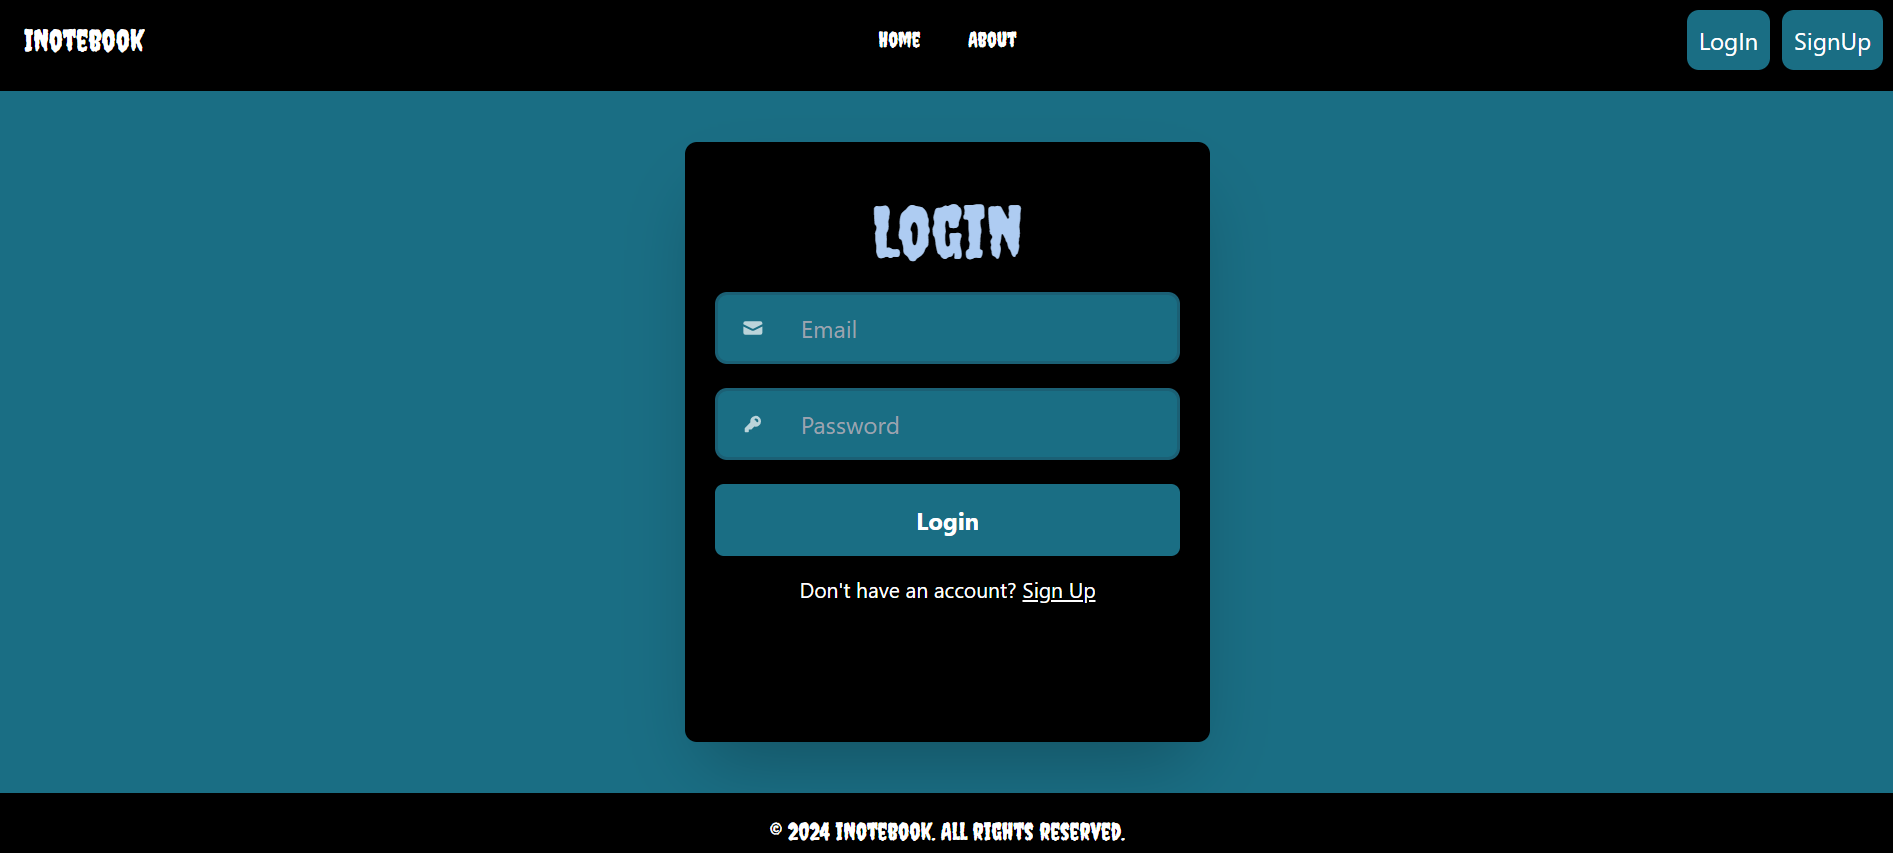 INOTEBOOK
HOME ABOUT
LogIn SignUp
LOGIN
Email
Password
Login
Don't have an account? Sign Up
© 2024 INOTEBOOK. ALL RIGHTS RESERVED.